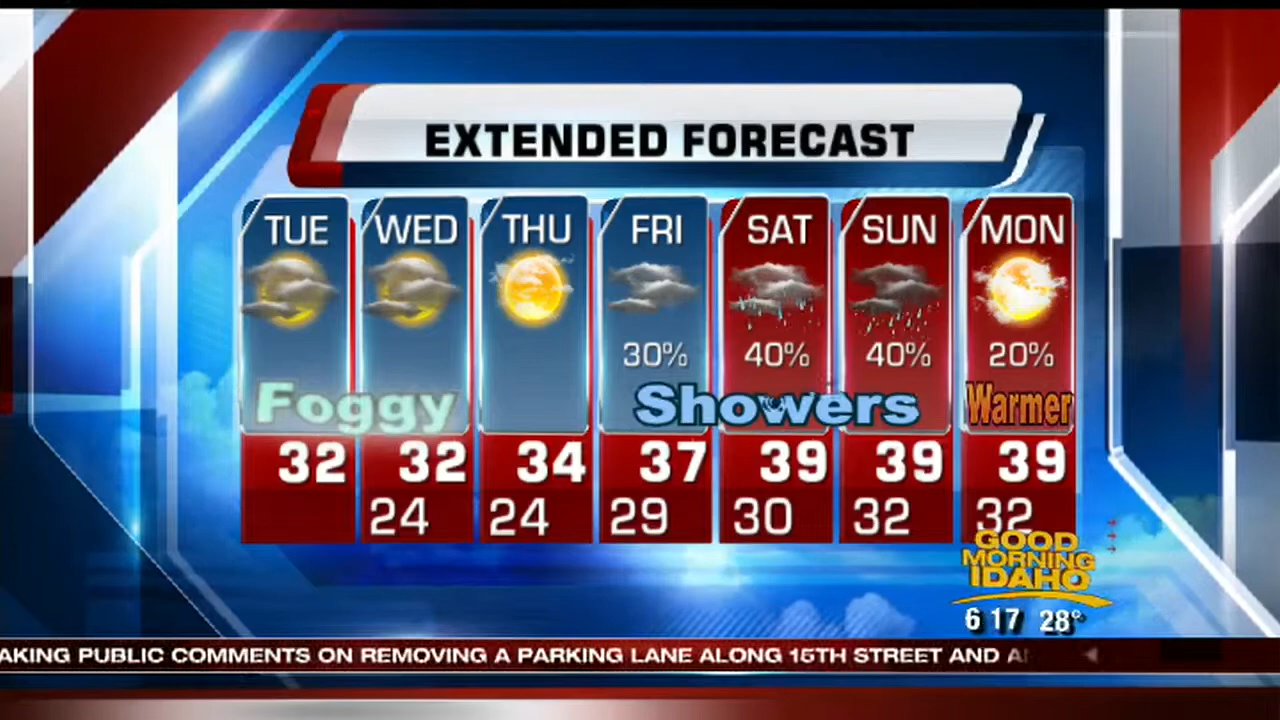 EXTENDED FORECAST
TUE WED THU FRI SAT SUN MON
30% 40% 40% 20%
Foggy Showers Warmer
32 32 34 37 39 39 39
24 24 29 30 32 32
GOOD
MORNING
IDAHO
6 17 28°
AKING PUBLIC COMMENTS ON REMOVING A PARKING LANE ALONG 15TH STREET AND